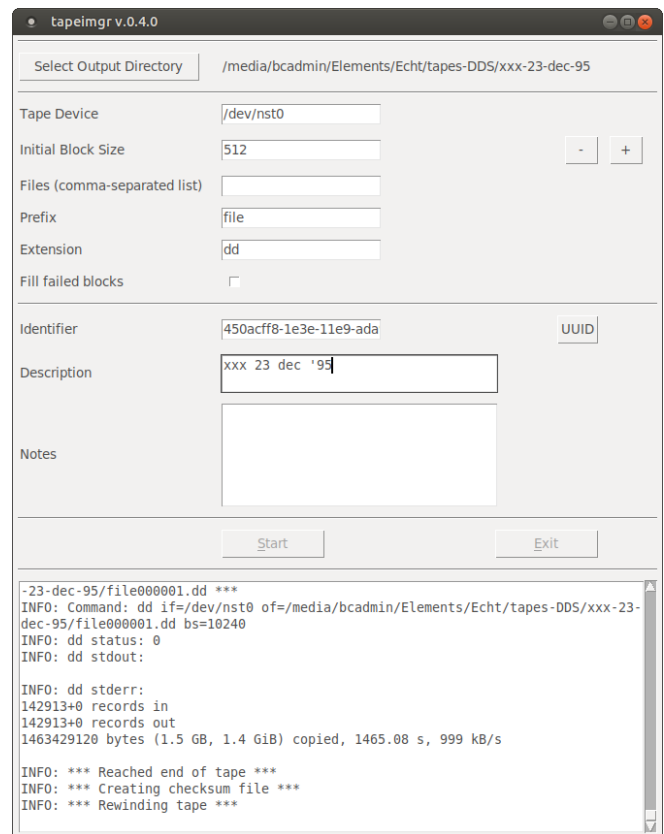 tapeimgr v.0.4.0
Select Output Directory /media/bcadmin/Elements/Echt/tapes-DDS/xxx-23-dec-95
Tape Device /dev/nst0
Initial Block Size 512 - +
Files (comma-separated list)
Prefix file
Extension dd
Fill failed blocks
Identifier 450acff8-1e3e-11e9-ada UUID
Description xxx 23 dec '95
Notes
Start Exit
-23-dec-95/file000001.dd ***
INFO: Command: dd if=/dev/nst0 of=/media/bcadmin/Elements/Echt/tapes-DDS/xxx-23-
dec-95/file000001.dd bs=10240
INFO: dd status: 0
INFO: dd stdout:
INFO: dd stderr:
142913+0 records in
142913+0 records out
1463429120 bytes (1.5 GB, 1.4 GiB) copied, 1465.08 s, 999 kB/s
INFO: *** Reached end of tape ***
INFO: *** Creating checksum file ***
INFO: *** Rewinding tape ***